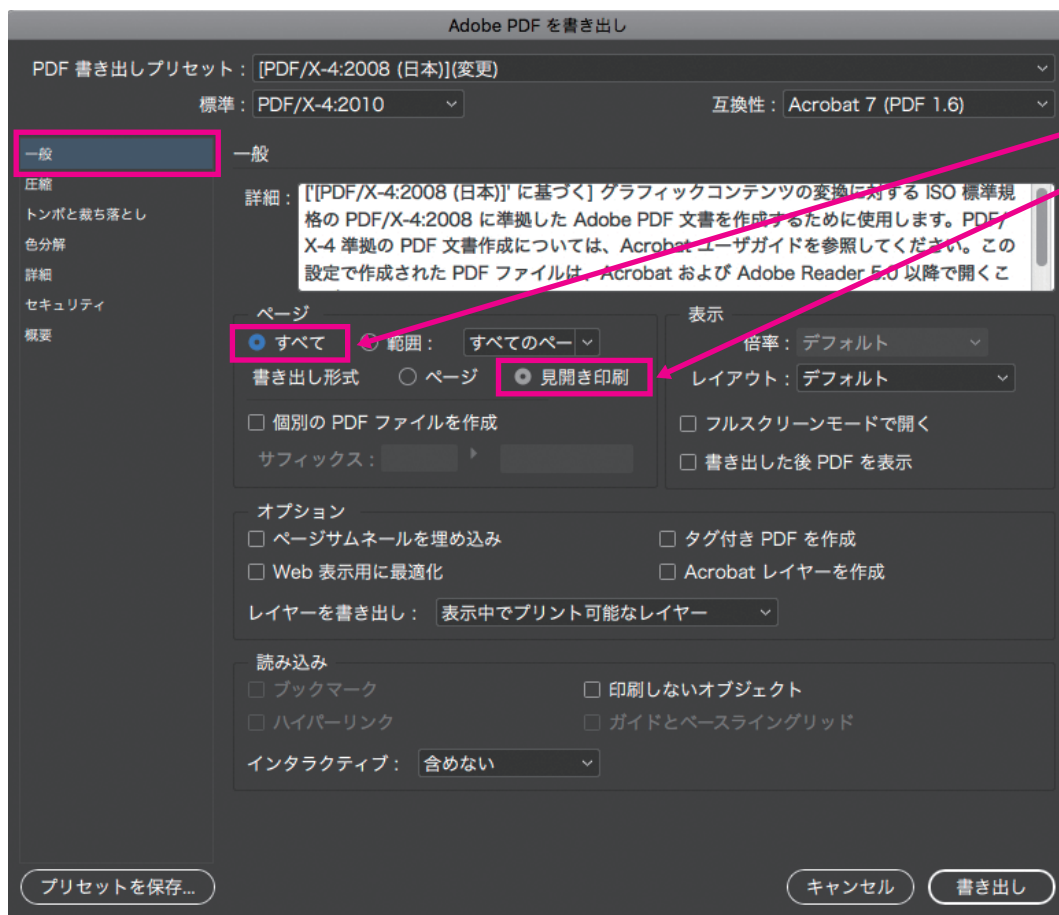 Adobe PDF を書き出し
PDF 書き出しプリセット： [PDF/X-4:2008 (日本)](変更)
標準： PDF/X-4:2010 互換性： Acrobat 7 (PDF 1.6)
一般
圧縮
トンボと裁ち落とし
色分解
詳細
セキュリティ
概要
一般
詳細： ['[PDF/X-4:2008 (日本)]' に基づく] グラフィックコンテンツの変換に対する ISO 標準規
格の PDF/X-4:2008 に準拠した Adobe PDF 文書を作成するために使用します。PDF/
X-4 準拠の PDF 文書作成については、Acrobat ユーザガイドを参照してください。この
設定で作成された PDF ファイルは、Acrobat および Adobe Reader 5.0 以降で開くこ
ページ
すべて 範囲： すべてのペー
書き出し形式 ページ 見開き印刷
個別の PDF ファイルを作成
サフィックス：
表示
倍率： デフォルト
レイアウト： デフォルト
フルスクリーンモードで開く
書き出した後 PDF を表示
オプション
ページサムネールを埋め込み タグ付き PDF を作成
Web 表示用に最適化 Acrobat レイヤーを作成
レイヤーを書き出し： 表示中でプリント可能なレイヤー
読み込み
ブックマーク 印刷しないオブジェクト
ハイパーリンク ガイドとベースライングリッド
インタラクティブ： 含めない
プリセットを保存... キャンセル 書き出し